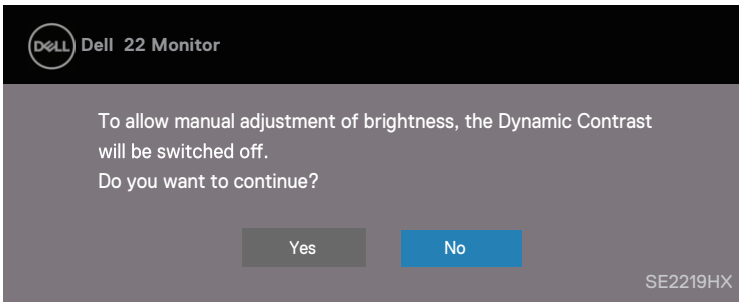 DELL Dell 22 Monitor
To allow manual adjustment of brightness, the Dynamic Contrast
will be switched off.
Do you want to continue?
Yes No
SE2219HX